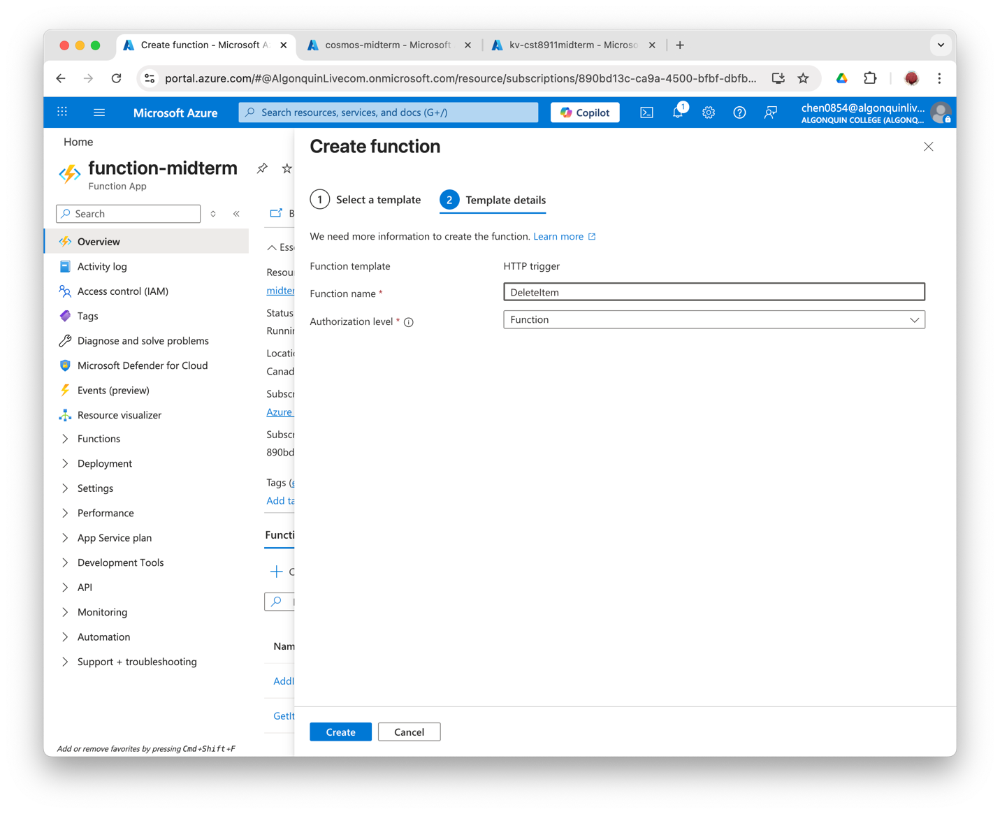 Create function - Microsoft A
cosmos-midterm - Microsoft
kv-cst8911midterm - Micros
portal.azure.com/#@AlgonquinLivecom.onmicrosoft.com/resource/subscriptions/890bd13c-ca9a-4500-bfbf-dbfb...
Microsoft Azure
Search resources, services, and docs (G+/)
Copilot
1
chen0854@algonquinliv...
ALGONQUIN COLLEGE (ALGONQ...
Home
function-midterm
Function App
Search
Overview
Activity log
Access control (IAM)
Tags
Diagnose and solve problems
Microsoft Defender for Cloud
Events (preview)
Resource visualizer
Functions
Deployment
Settings
Performance
App Service plan
Development Tools
API
Monitoring
Automation
Support + troubleshooting
Add or remove favorites by pressing Cmd+Shift+F
B
Esse
Resou
midter
Status
Runnin
Locatio
Canad
Subscr
Azure
Subscr
890bd
Tags (e
Add ta
Functi
Nam
AddI
GetIt
Create function
1 Select a template
2 Template details
We need more information to create the function. Learn more
Function template
HTTP trigger
Function name *
DeleteItem
Authorization level *
Function
Create
Cancel